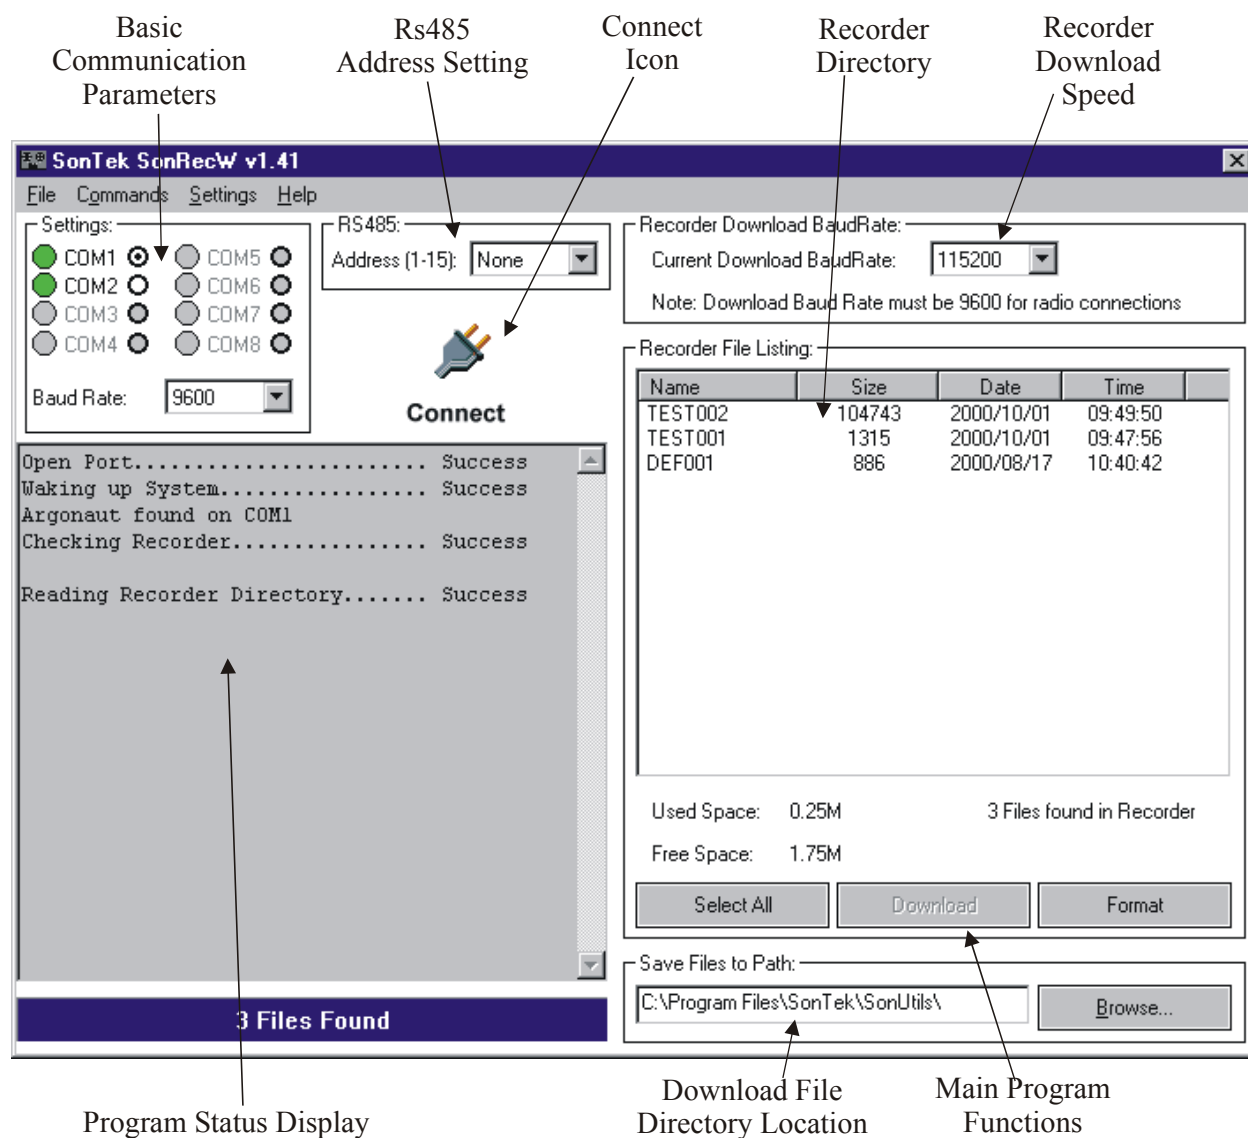 Basic
Communication
Parameters
Rs485
Address Setting
Connect
Icon
Recorder
Directory
Recorder
Download
Speed
SonTek SonRecW v1.41
File Commands Settings Help
Settings:
COM1 COM5
COM2 COM6
COM3 COM7
COM4 COM8
Baud Rate: 9600
RS485:
Address (1-15): None
Connect
Recorder Download BaudRate:
Current Download BaudRate: 115200
Note: Download Baud Rate must be 9600 for radio connections
Open Port........................ Success
Waking up System................. Success
Argonaut found on COM1
Checking Recorder................ Success
Reading Recorder Directory....... Success
3 Files Found
Recorder File Listing:
Name Size Date Time
TEST002 104743 2000/10/01 09:49:50
TEST001 1315 2000/10/01 09:47:56
DEF001 886 2000/08/17 10:40:42
Used Space: 0.25M 3 Files found in Recorder
Free Space: 1.75M
Select All Download Format
Save Files to Path:
C:\Program Files\SonTek\SonUtils\ Browse...
Program Status Display
Download File
Directory Location
Main Program
Functions